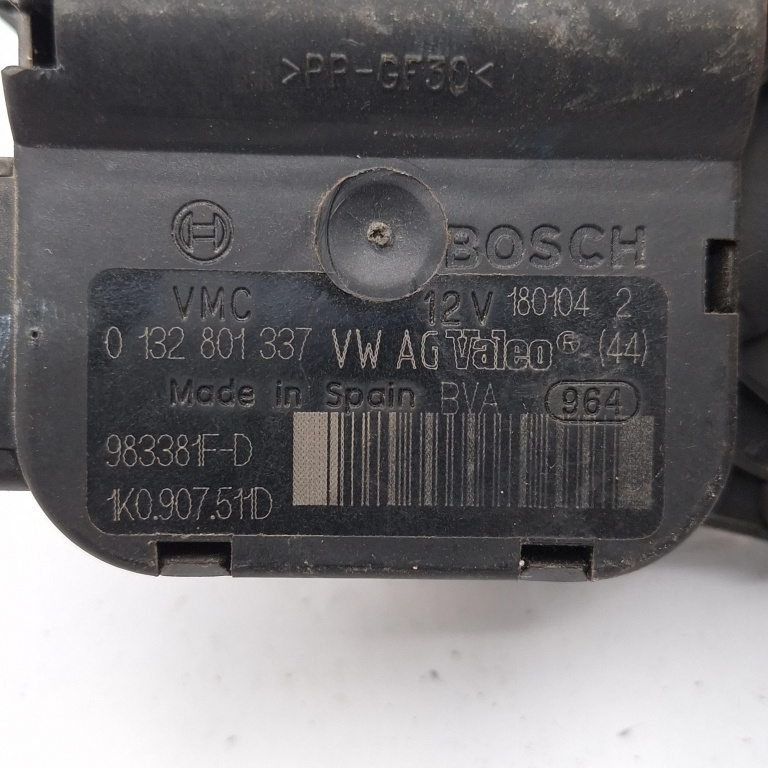 >PP-GF30<
BOSCH
VMC 12V 180104 2
0 132 801 337 VW AG Valeo® (44)
Made in Spain BVA 964
983381F-D
1K0.907.511D